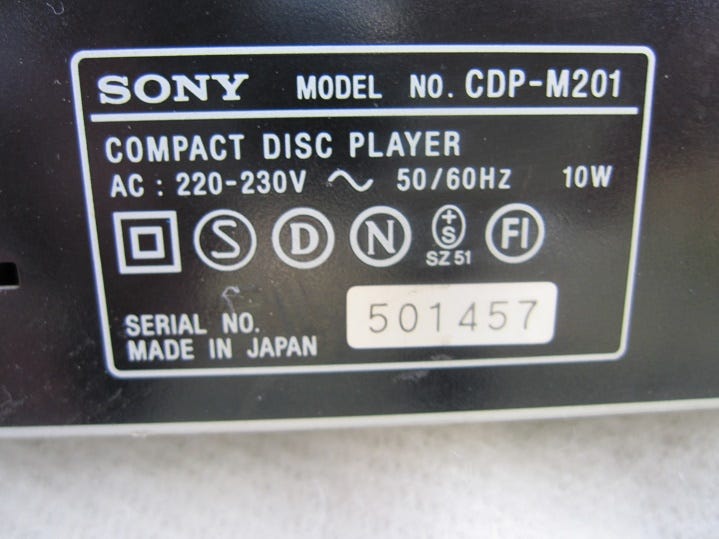 SONY MODEL NO. CDP-M201
COMPACT DISC PLAYER
AC : 220-230V ~ 50/60Hz 10W
S D N +S FI
SZ 51
SERIAL NO. 501457
MADE IN JAPAN